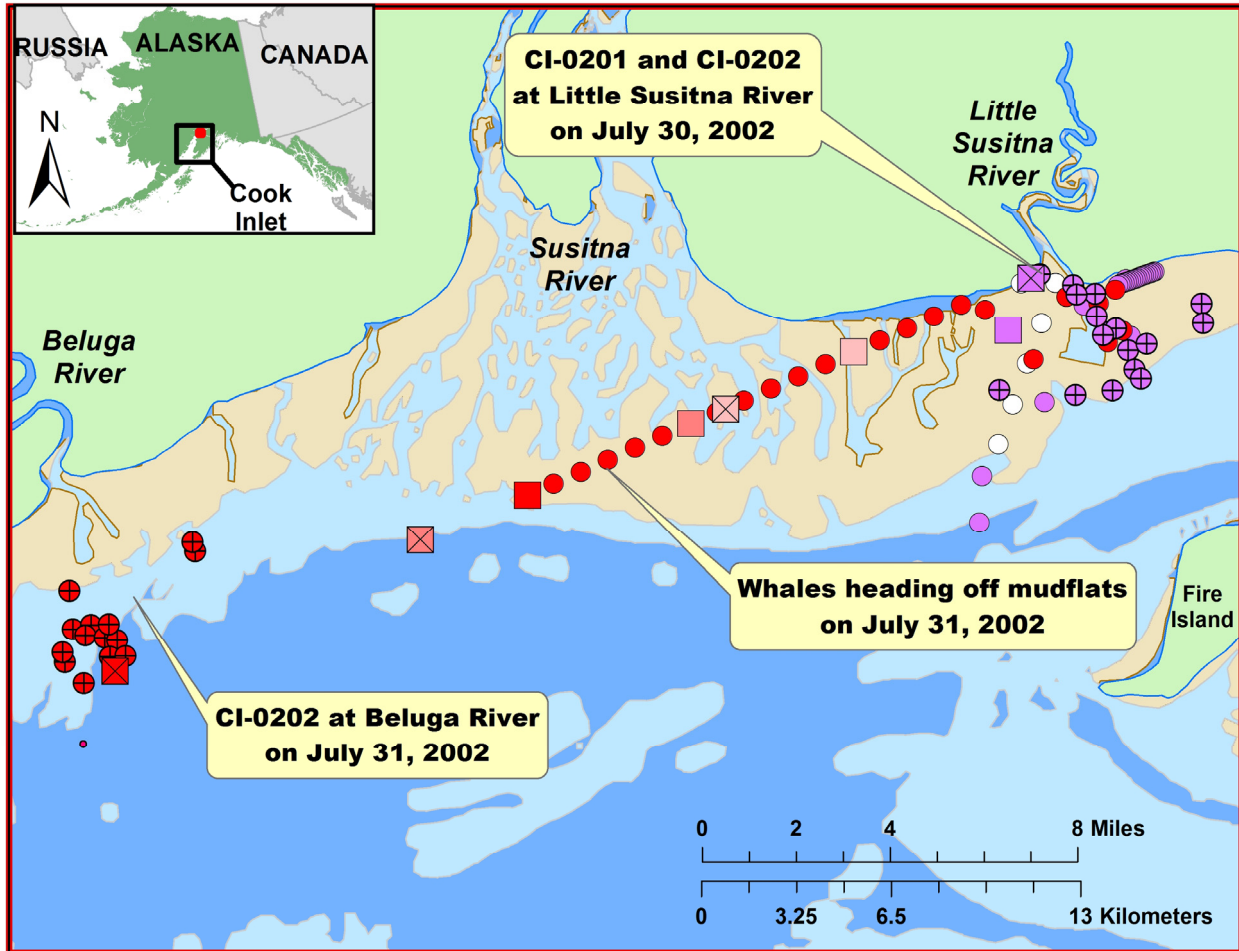 RUSSIA
ALASKA
CANADA
N
Cook
Inlet
CI-0201 and CI-0202
at Little Susitna River
on July 30, 2002
Little
Susitna
River
Susitna
River
Beluga
River
Whales heading off mudflats
on July 31, 2002
Fire
Island
CI-0202 at Beluga River
on July 31, 2002
0 2 4 8 Miles
0 3.25 6.5 13 Kilometers